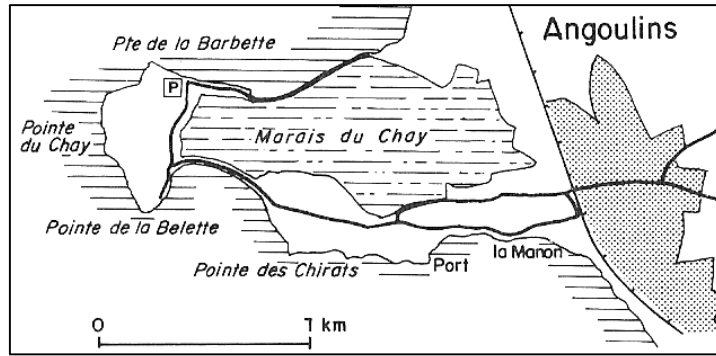 Angoulins
Pte de la Barbette
P
Pointe
du Chay
Marais du Chay
Pointe de la Belette
Pointe des Chirats
Port
la Manon
0
1 km